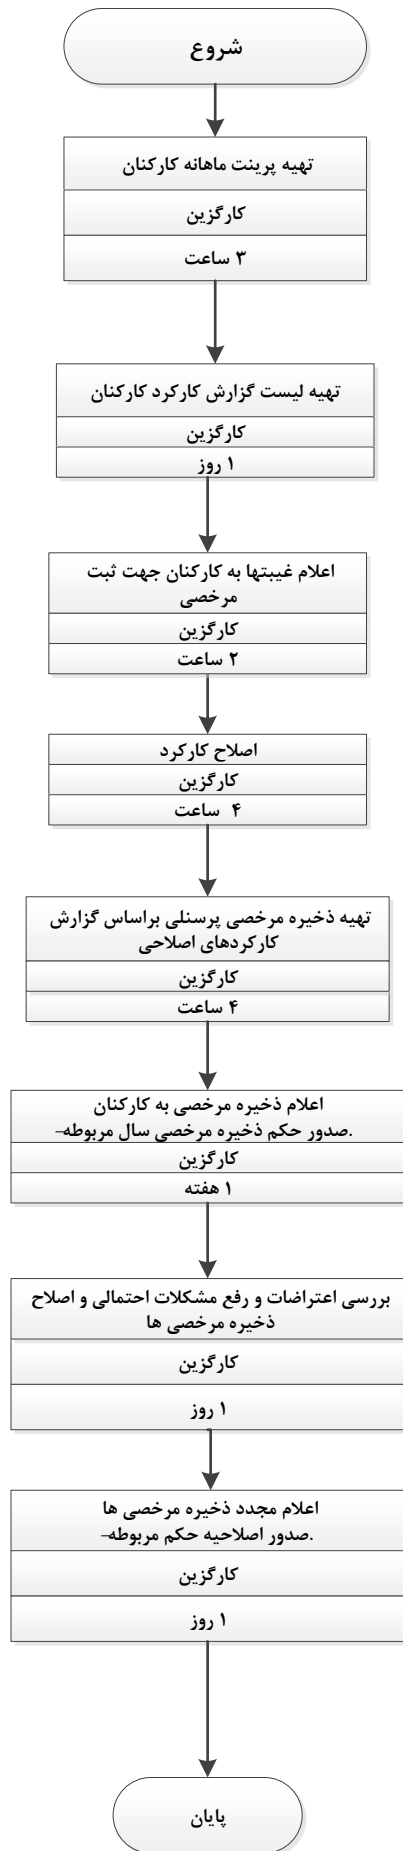 شروع
تهیه پرینت ماهانه کارکنان
کارگزین
۳ ساعت
تهیه لیست گزارش کارکرد کارکنان
کارگزین
۱ روز
اعلام غیبتها به کارکنان جهت ثبت
مرخصی
کارگزین
۲ ساعت
اصلاح کارکرد
کارگزین
۴ ساعت
تهیه ذخیره مرخصی پرسنلی براساس گزارش
کارکردهای اصلاحی
کارگزین
۴ ساعت
اعلام ذخیره مرخصی به کارکنان
.صدور حکم ذخیره مرخصی سال مربوطه-
کارگزین
۱ هفته
بررسی اعتراضات و رفع مشکلات احتمالی و اصلاح
ذخیره مرخصی ها
کارگزین
۱ روز
اعلام مجدد ذخیره مرخصی ها
.صدور اصلاحیه حکم مربوطه-
کارگزین
۱ روز
پایان